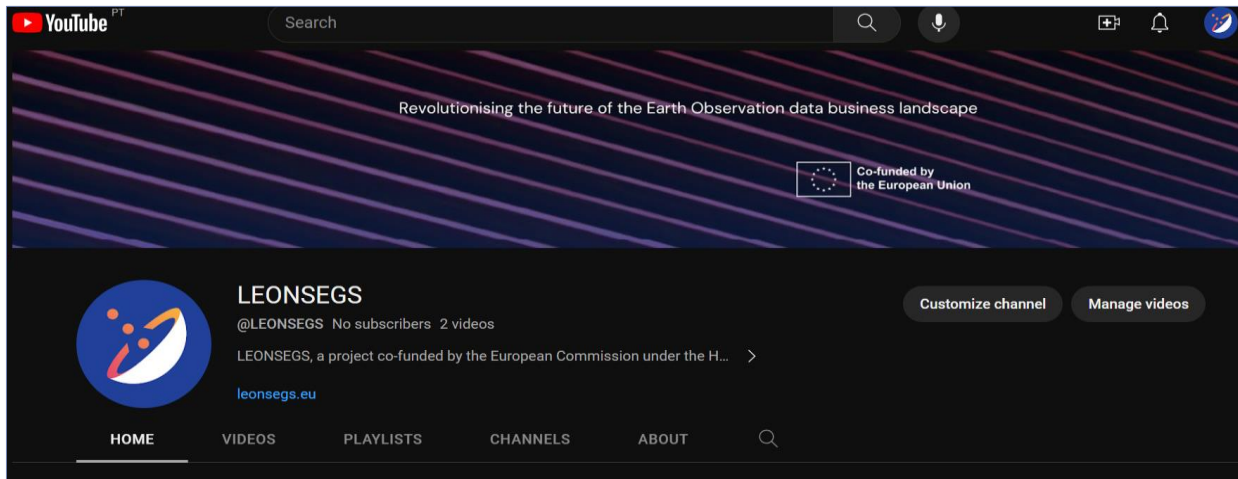 YouTube PT
Search
Revolutionising the future of the Earth Observation data business landscape
Co-funded by
the European Union
LEONSEGS
@LEONSEGS No subscribers 2 videos
Customize channel Manage videos
LEONSEGS, a project co-funded by the European Commission under the H...
leonsegs.eu
HOME VIDEOS PLAYLISTS CHANNELS ABOUT